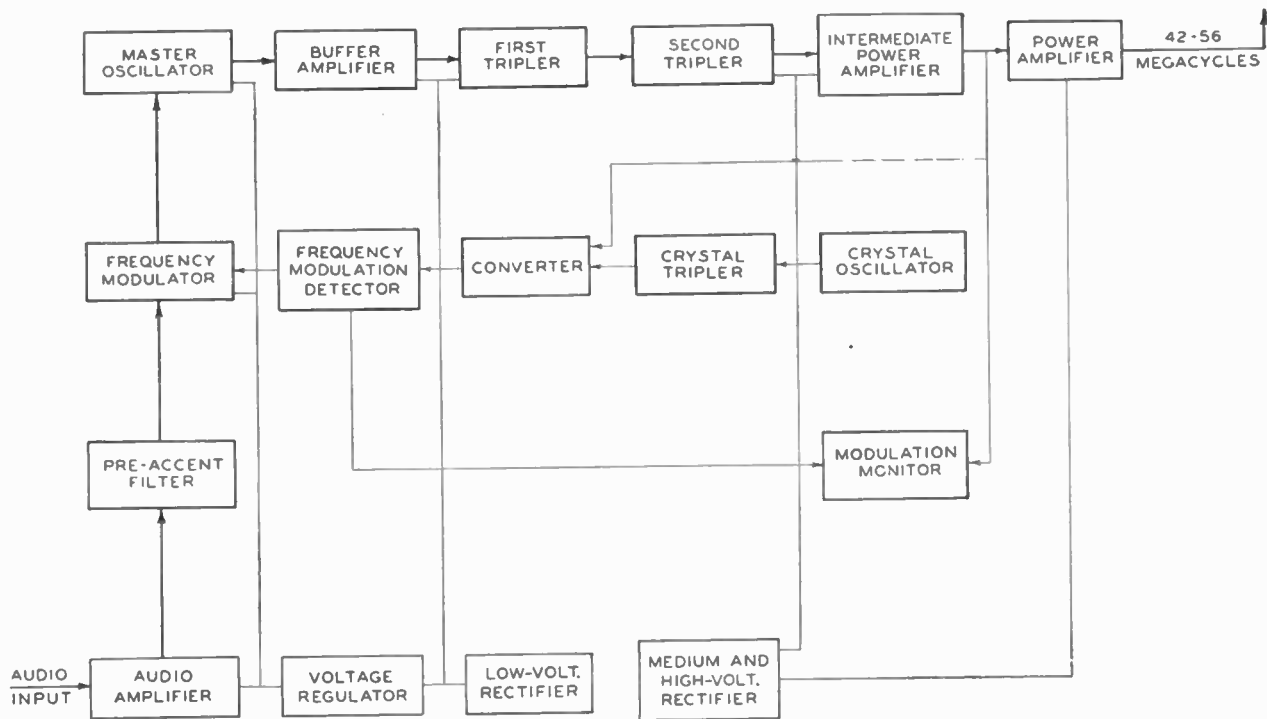 MASTER
OSCILLATOR
BUFFER
AMPLIFIER
FIRST
TRIPLER
SECOND
TRIPLER
INTERMEDIATE
POWER
AMPLIFIER
POWER
AMPLIFIER
42-56
MEGACYCLES
FREQUENCY
MODULATOR
FREQUENCY
MODULATION
DETECTOR
CONVERTER
CRYSTAL
TRIPLER
CRYSTAL
OSCILLATOR
PRE-ACCENT
FILTER
MODULATION
MONITOR
AUDIO
INPUT
AUDIO
AMPLIFIER
VOLTAGE
REGULATOR
LOW-VOLT.
RECTIFIER
MEDIUM AND
HIGH-VOLT.
RECTIFIER